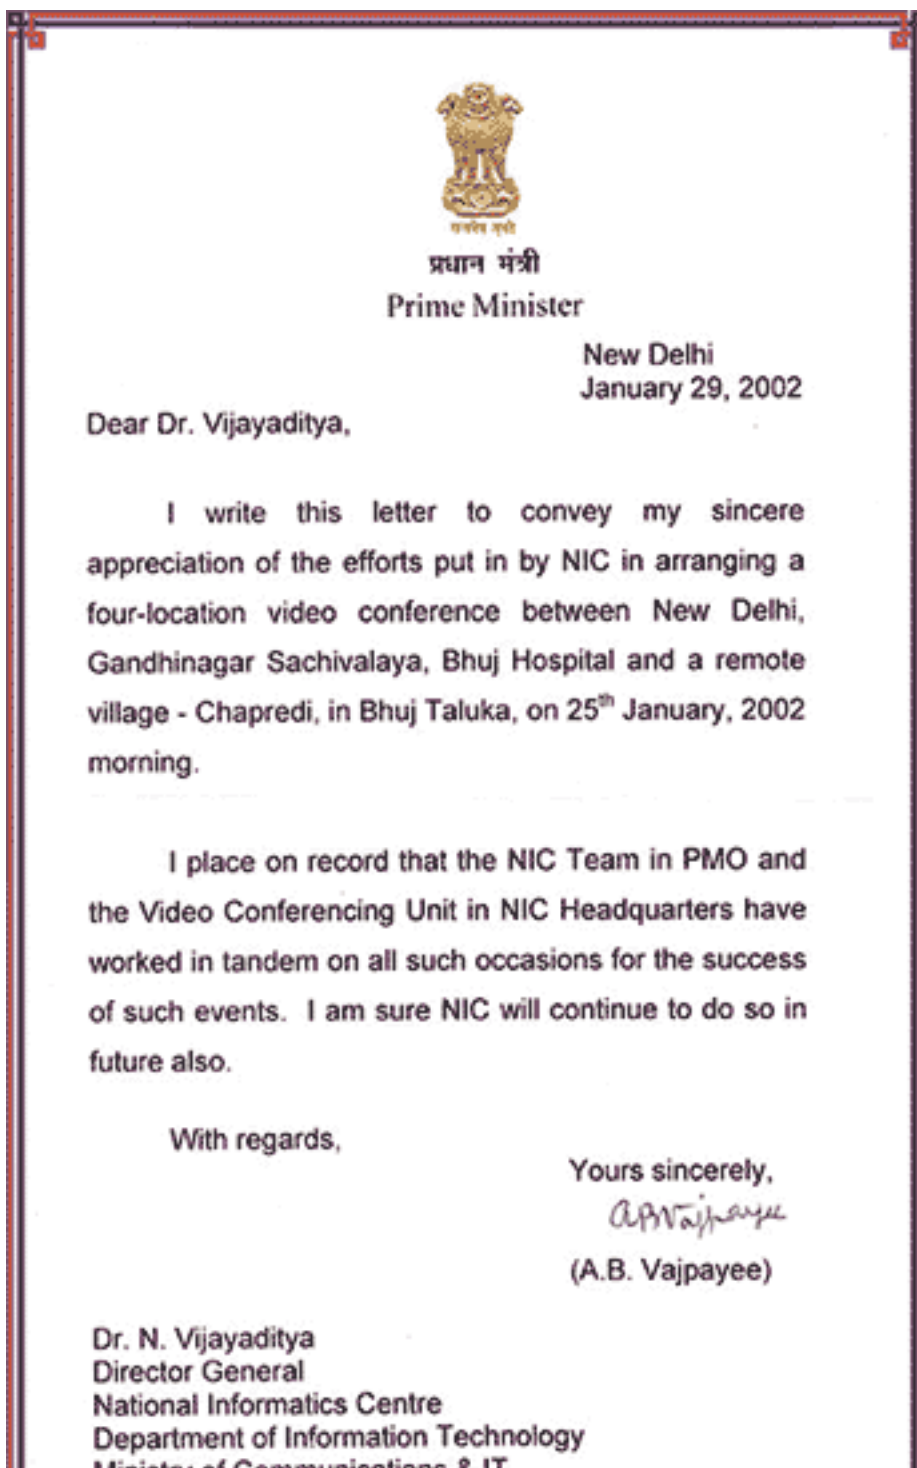 प्रधान मंत्री
Prime Minister
New Delhi
January 29, 2002
Dear Dr. Vijayaditya,
I write this letter to convey my sincere
appreciation of the efforts put in by NIC in arranging a
four-location video conference between New Delhi,
Gandhinagar Sachivalaya, Bhuj Hospital and a remote
village - Chapredi, in Bhuj Taluka, on 25th January, 2002
morning.
I place on record that the NIC Team in PMO and
the Video Conferencing Unit in NIC Headquarters have
worked in tandem on all such occasions for the success
of such events. I am sure NIC will continue to do so in
future also.
With regards,
Yours sincerely,
ABVajpayee
(A.B. Vajpayee)
Dr. N. Vijayaditya
Director General
National Informatics Centre
Department of Information Technology
Ministry of Communications & IT